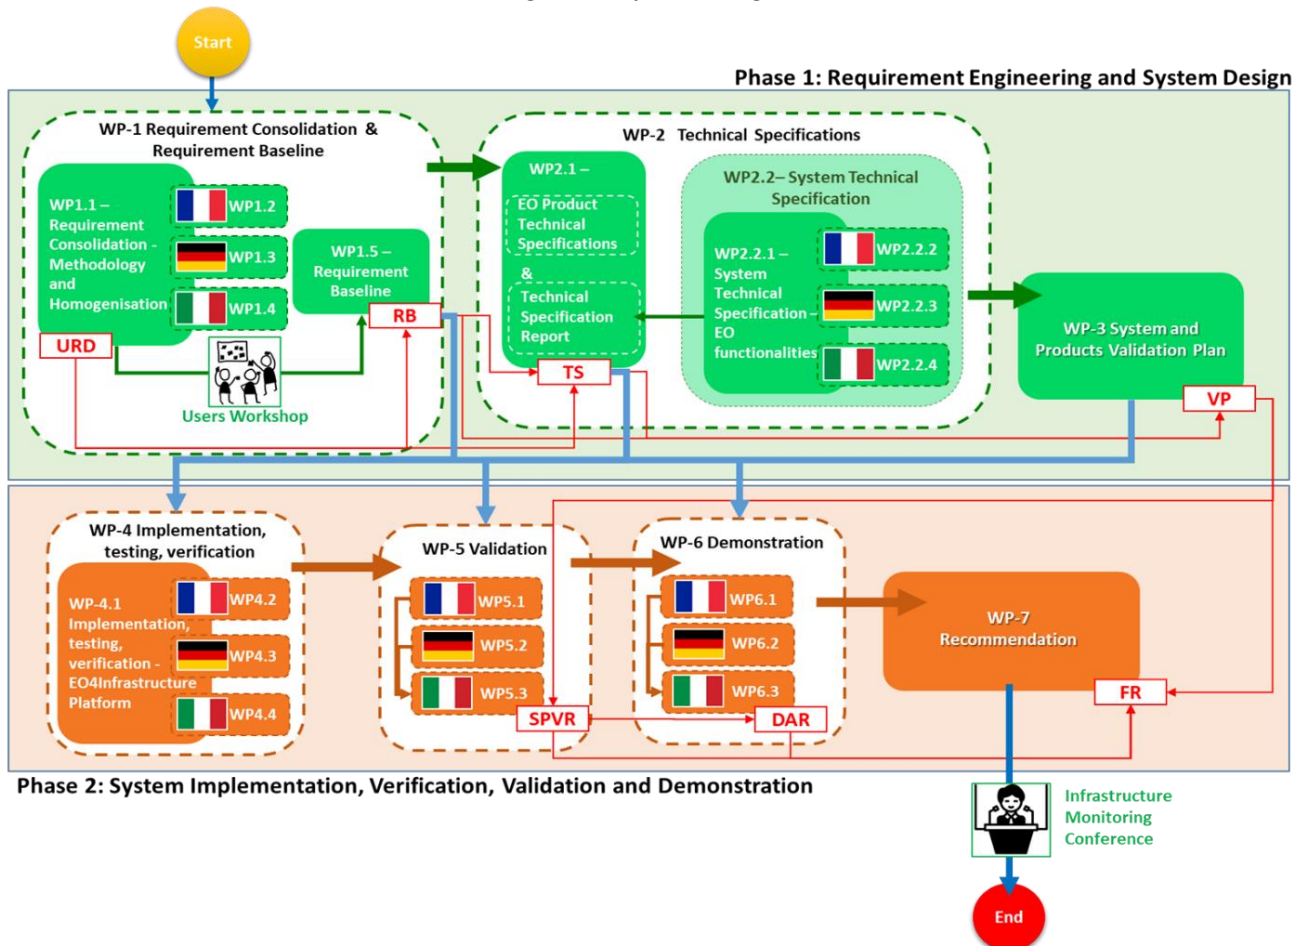 Start
Phase 1: Requirement Engineering and System Design
WP-1 Requirement Consolidation &
Requirement Baseline
WP1.1 –
Requirement
Consolidation -
Methodology
and
Homogenisation
WP1.2
WP1.3
WP1.4
WP1.5 –
Requirement
Baseline
RB
URD
Users Workshop
WP-2 Technical Specifications
WP2.1 –
EO Product
Technical
Specifications
&
Technical
Specification
Report
TS
WP2.2– System Technical
Specification
WP2.2.1 –
System
Technical
Specification –
EO
functionalities
WP2.2.2
WP2.2.3
WP2.2.4
WP-3 System and
Products Validation Plan
VP
WP-4 Implementation,
testing, verification
WP-4.1
Implementation,
testing,
verification -
EO4Infrastructure
Platform
WP4.2
WP4.3
WP4.4
WP-5 Validation
WP5.1
WP5.2
WP5.3
SPVR
WP-6 Demonstration
WP6.1
WP6.2
WP6.3
DAR
WP-7
Recommendation
FR
Phase 2: System Implementation, Verification, Validation and Demonstration
Infrastructure
Monitoring
Conference
End